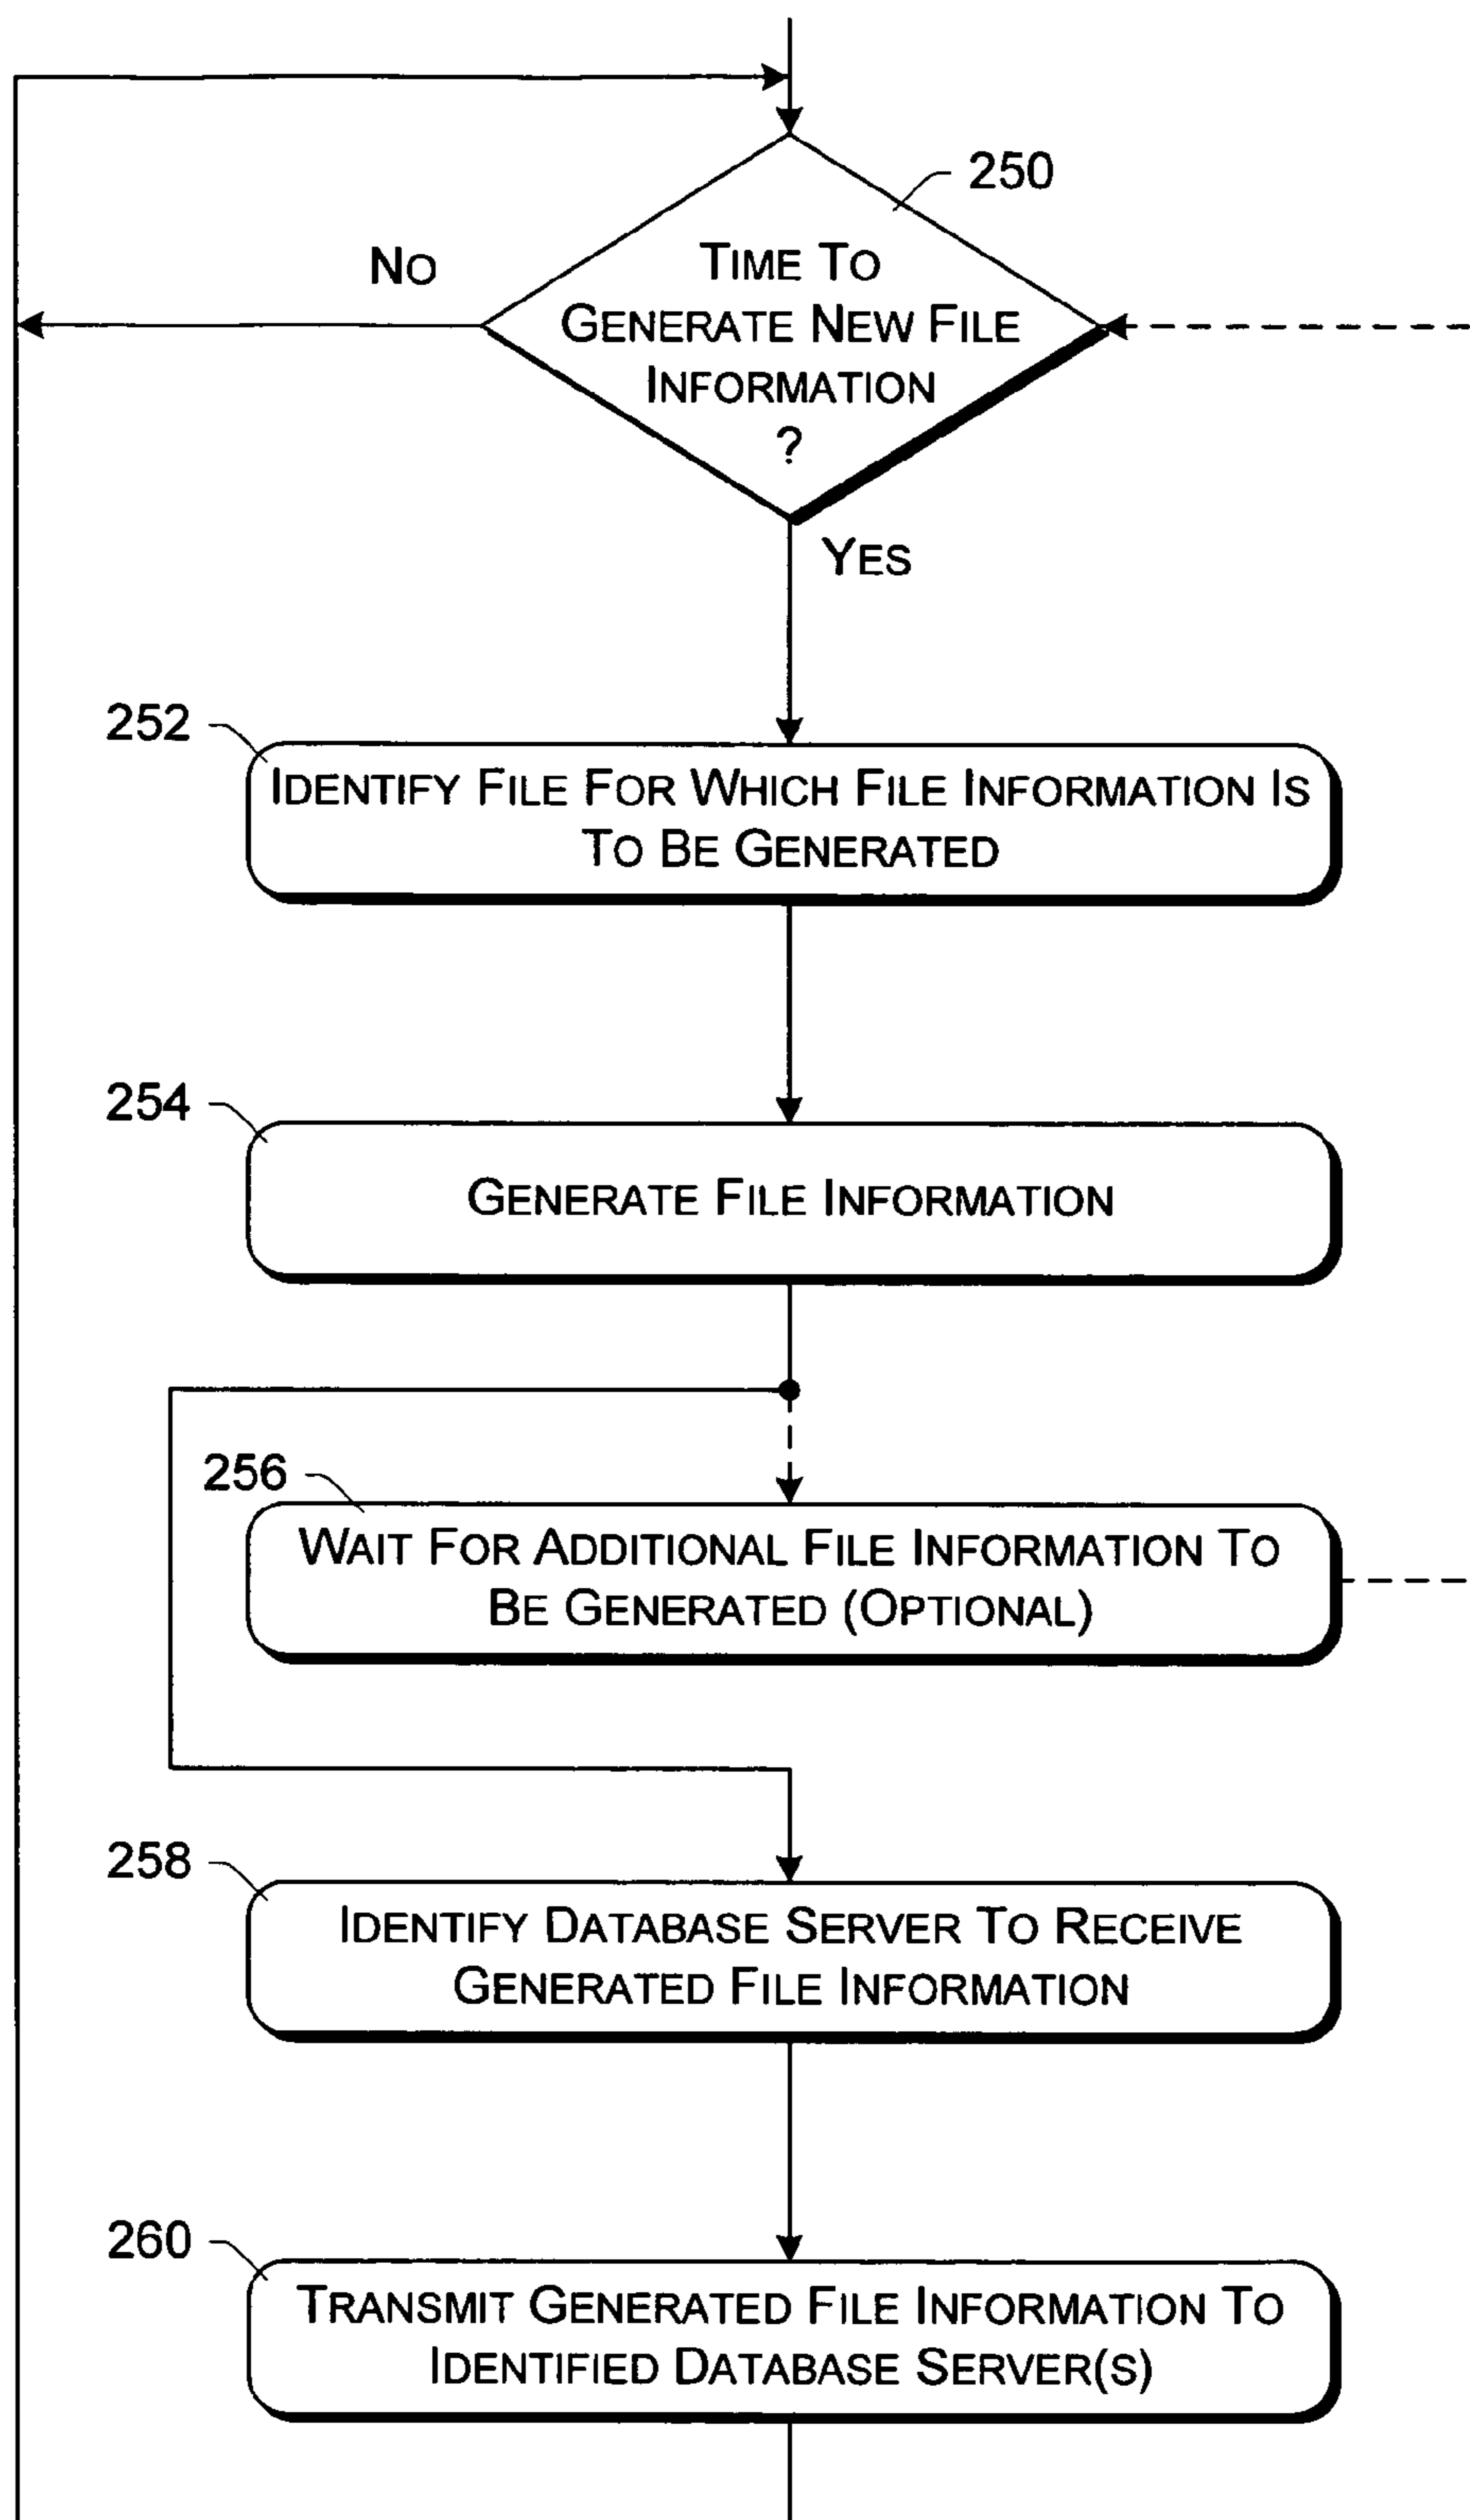 250
NO
TIME TO
GENERATE NEW FILE
INFORMATION
?
YES
252
IDENTIFY FILE FOR WHICH FILE INFORMATION IS
TO BE GENERATED
254
GENERATE FILE INFORMATION
256
WAIT FOR ADDITIONAL FILE INFORMATION TO
BE GENERATED (OPTIONAL)
258
IDENTIFY DATABASE SERVER TO RECEIVE
GENERATED FILE INFORMATION
260
TRANSMIT GENERATED FILE INFORMATION TO
IDENTIFIED DATABASE SERVER(S)